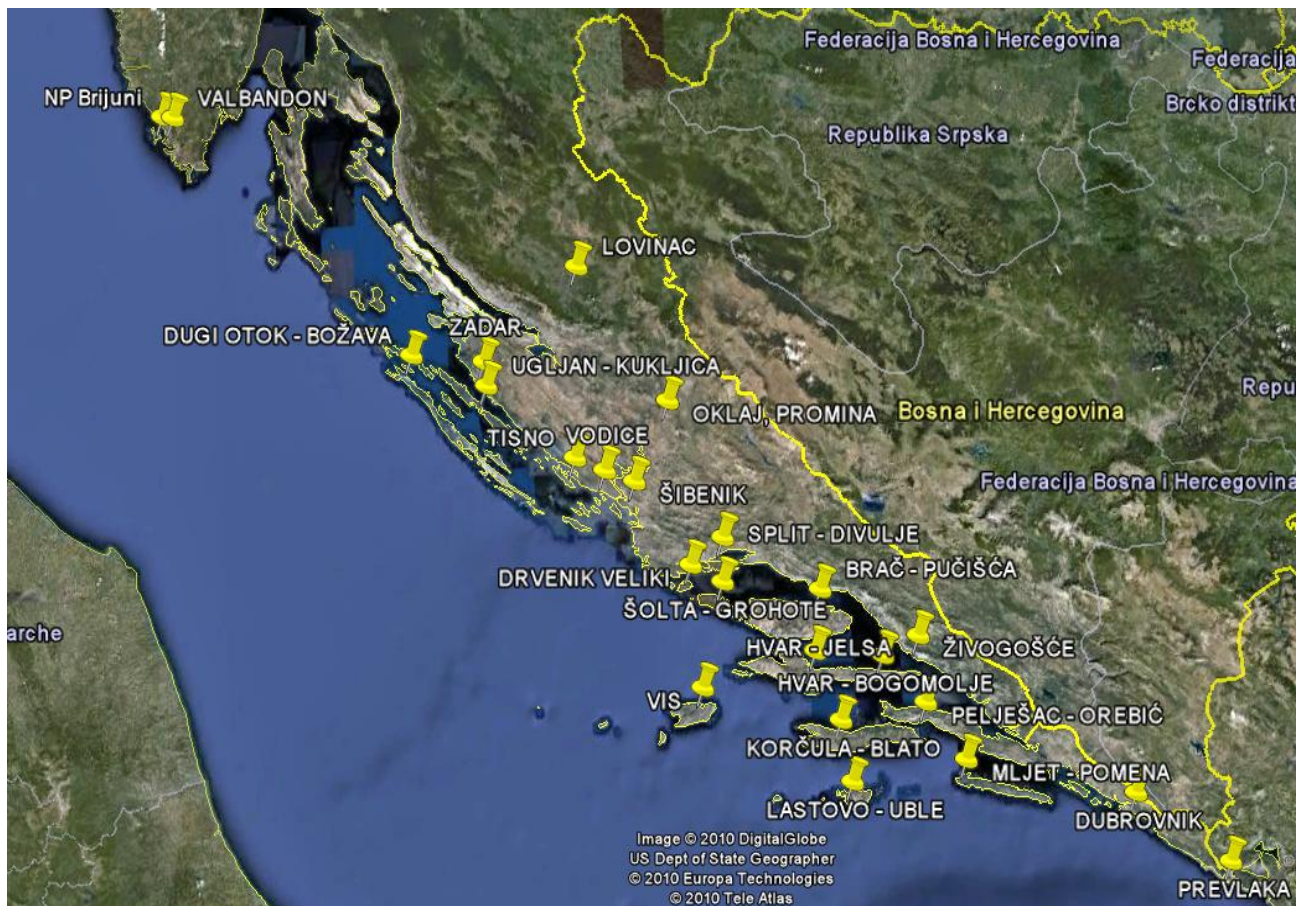 Federacija Bosna i Hercegovina
Federacija
NP Brijuni
VALBANDON
Brcko distrikt
Republika Srpska
LOVINAC
DUGI OTOK - BOŽAVA
ZADAR
UGLJAN - KUKLJICA
Repu
OKLAJ, PROMINA
Bosna i Hercegovina
TISNO
VODICE
Federacija Bosna i Hercegovina
ŠIBENIK
SPLIT - DIVULJE
DRVENIK VELIKI
BRAČ - PUČIŠĆA
ŠOLTA - GROHOTE
arche
HVAR - JELSA
ŽIVOGOŠĆE
HVAR - BOGOMOLJE
VIS
PELJEŠAC - OREBIĆ
KORČULA - BLATO
MLJET - POMENA
LASTOVO - UBLE
DUBROVNIK
Image © 2010 DigitalGlobe
US Dept of State Geographer
© 2010 Europa Technologies
© 2010 Tele Atlas
PREVLAKA